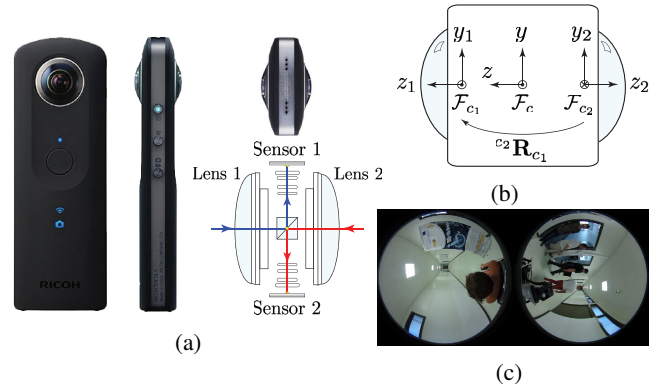 RICOH
Sensor 1
Lens 1
Lens 2
Sensor 2
(a)
y₁ y y₂
z₁ z z₂
𝓕c₁ 𝓕c 𝓕c₂
c₂Rc₁
(b)
(c)